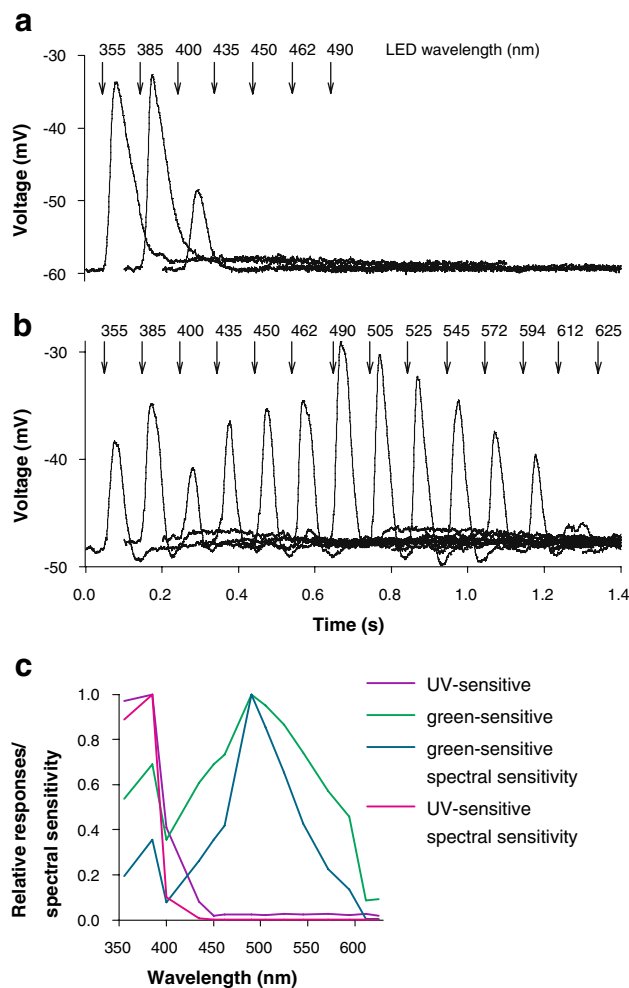 a
-30
355 385 400 435 450 462 490 LED wavelength (nm)
-40
Voltage (mV)
-50
-60
b
355 385 400 435 450 462 490 505 525 545 572 594 612 625
-30
Voltage (mV)
-40
-50
0.0 0.2 0.4 0.6 0.8 1.0 1.2 1.4
Time (s)
c
1.0
0.8
0.6
0.4
0.2
0.0
Relative responses/
spectral sensitivity
350 400 450 500 550 600
Wavelength (nm)
UV-sensitive
green-sensitive
green-sensitive
spectral sensitivity
UV-sensitive
spectral sensitivity